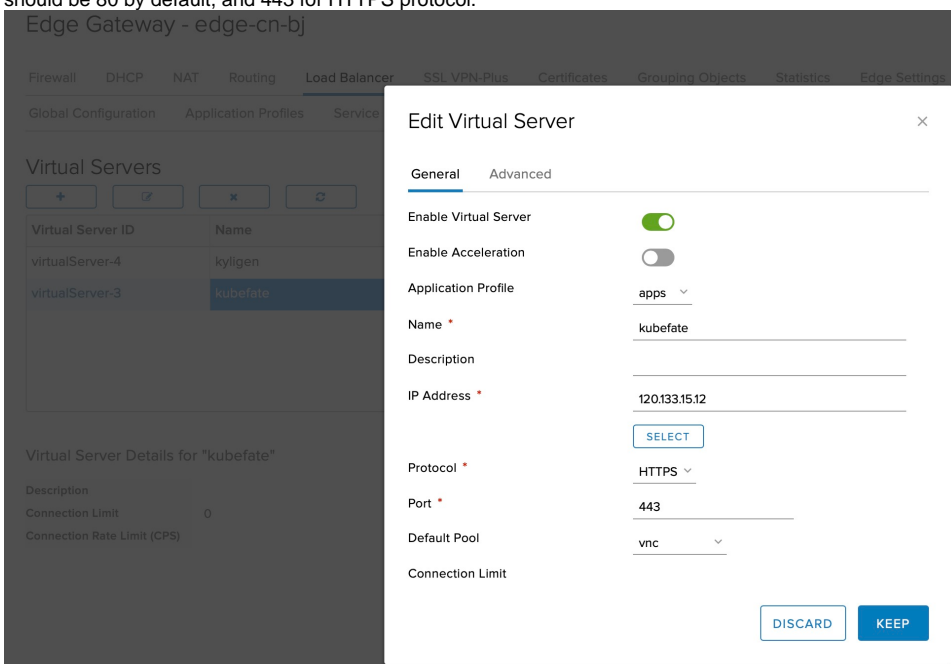 should be 80 by default, and 443 for HTTPS protocol.
Edge Gateway - edge-cn-bj
Firewall DHCP NAT Routing Load Balancer SSL VPN-Plus Certificates Grouping Objects Statistics Edge Settings
Global Configuration Application Profiles Service
Edit Virtual Server
General Advanced
Virtual Servers
Virtual Server ID Name
virtualServer-4 kyligen
virtualServer-3 kubefate
Enable Virtual Server
Enable Acceleration
Application Profile apps
Name * kubefate
Description
IP Address * 120.133.15.12
SELECT
Protocol * HTTPS
Port * 443
Default Pool vnc
Connection Limit
Virtual Server Details for "kubefate"
Description
Connection Limit 0
Connection Rate Limit (CPS)
DISCARD KEEP